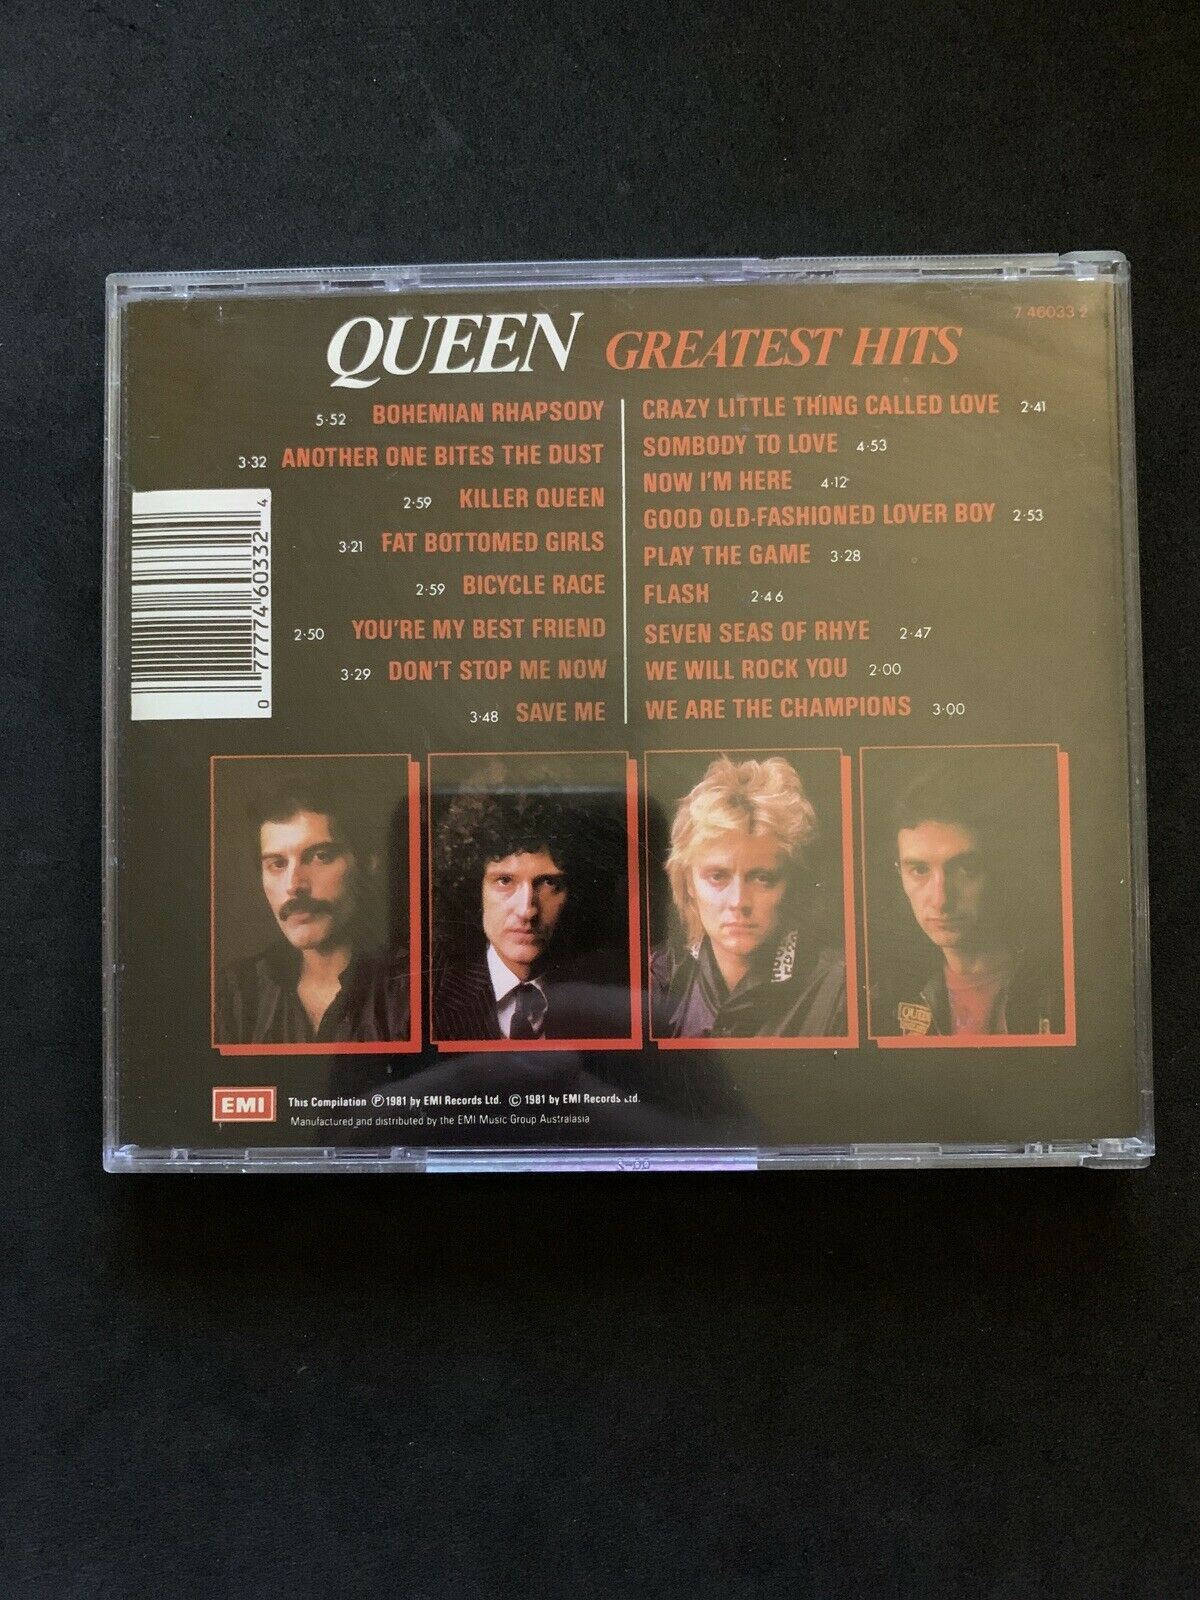 7 46033 2
QUEEN GREATEST HITS
5·52 BOHEMIAN RHAPSODY
3·32 ANOTHER ONE BITES THE DUST
2·59 KILLER QUEEN
3·21 FAT BOTTOMED GIRLS
2·59 BICYCLE RACE
2·50 YOU'RE MY BEST FRIEND
3·29 DON'T STOP ME NOW
3·48 SAVE ME
CRAZY LITTLE THING CALLED LOVE 2·41
SOMBODY TO LOVE 4·53
NOW I'M HERE 4·12
GOOD OLD-FASHIONED LOVER BOY 2·53
PLAY THE GAME 3·28
FLASH 2·46
SEVEN SEAS OF RHYE 2·47
WE WILL ROCK YOU 2·00
WE ARE THE CHAMPIONS 3·00
0 77774 60332 4
QUEEN
EMI
This Compilation ℗ 1981 by EMI Records Ltd. © 1981 by EMI Records Ltd.
Manufactured and distributed by the EMI Music Group Australasia